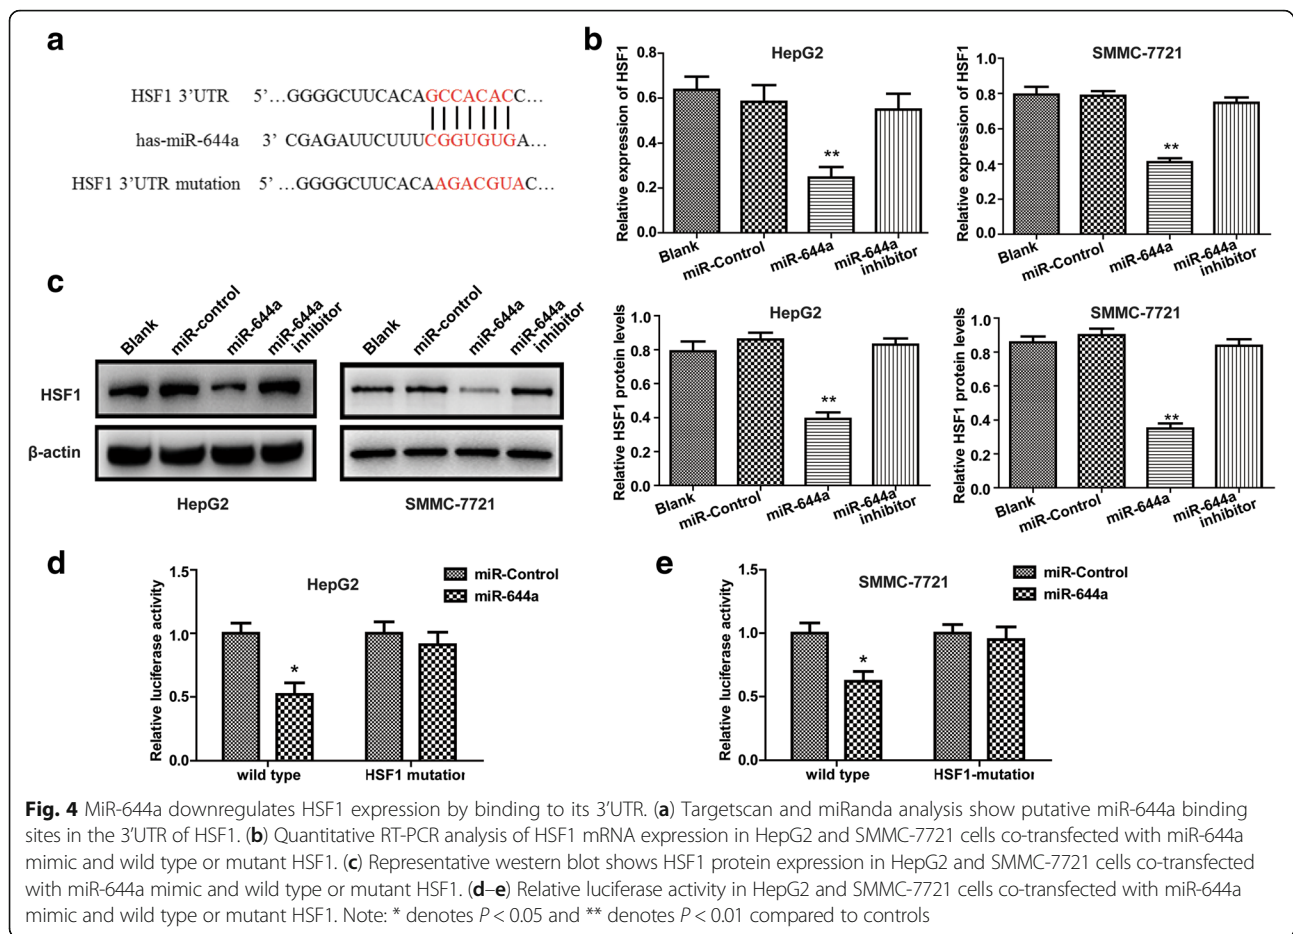 a
HSF1 3’UTR 5’…GGGGCUUCACAGCCACACC…
has-miR-644a 3’ CGAGAUUCUUUCGGUGUGA…
HSF1 3’UTR mutation 5’ …GGGGCUUCACAAGACGUAC…
b
HepG2
Relative expression of HSF1
0.8
0.6
0.4
0.2
0.0
Blank
miR-Control
miR-644a
miR-644a inhibitor
SMMC-7721
Relative expression of HSF1
1.0
0.8
0.6
0.4
0.2
0.0
Blank
miR-Control
miR-644a
miR-644a inhibitor
**
**
c
Blank
miR-control
miR-644a
miR-644a inhibitor
Blank
miR-control
miR-644a
miR-644a inhibitor
HSF1
β-actin
HepG2
SMMC-7721
HepG2
Relative HSF1 protein levels
1.0
0.8
0.6
0.4
0.2
0.0
Blank
miR-Control
miR-644a
miR-644a inhibitor
**
SMMC-7721
Relative HSF1 protein levels
1.0
0.8
0.6
0.4
0.2
0.0
Blank
miR-Control
miR-644a
miR-644a inhibitor
**
d
HepG2
miR-Control
miR-644a
Relative luciferase activity
1.5
1.0
0.5
0.0
*
wild type
HSF1 mutation
e
SMMC-7721
miR-Control
miR-644a
Relative luciferase activity
1.5
1.0
0.5
0.0
*
wild type
HSF1-mutation
Fig. 4 MiR-644a downregulates HSF1 expression by binding to its 3’UTR. (a) Targetscan and miRanda analysis show putative miR-644a binding
sites in the 3’UTR of HSF1. (b) Quantitative RT-PCR analysis of HSF1 mRNA expression in HepG2 and SMMC-7721 cells co-transfected with miR-644a
mimic and wild type or mutant HSF1. (c) Representative western blot shows HSF1 protein expression in HepG2 and SMMC-7721 cells co-transfected
with miR-644a mimic and wild type or mutant HSF1. (d–e) Relative luciferase activity in HepG2 and SMMC-7721 cells co-transfected with miR-644a
mimic and wild type or mutant HSF1. Note: * denotes P < 0.05 and ** denotes P < 0.01 compared to controls